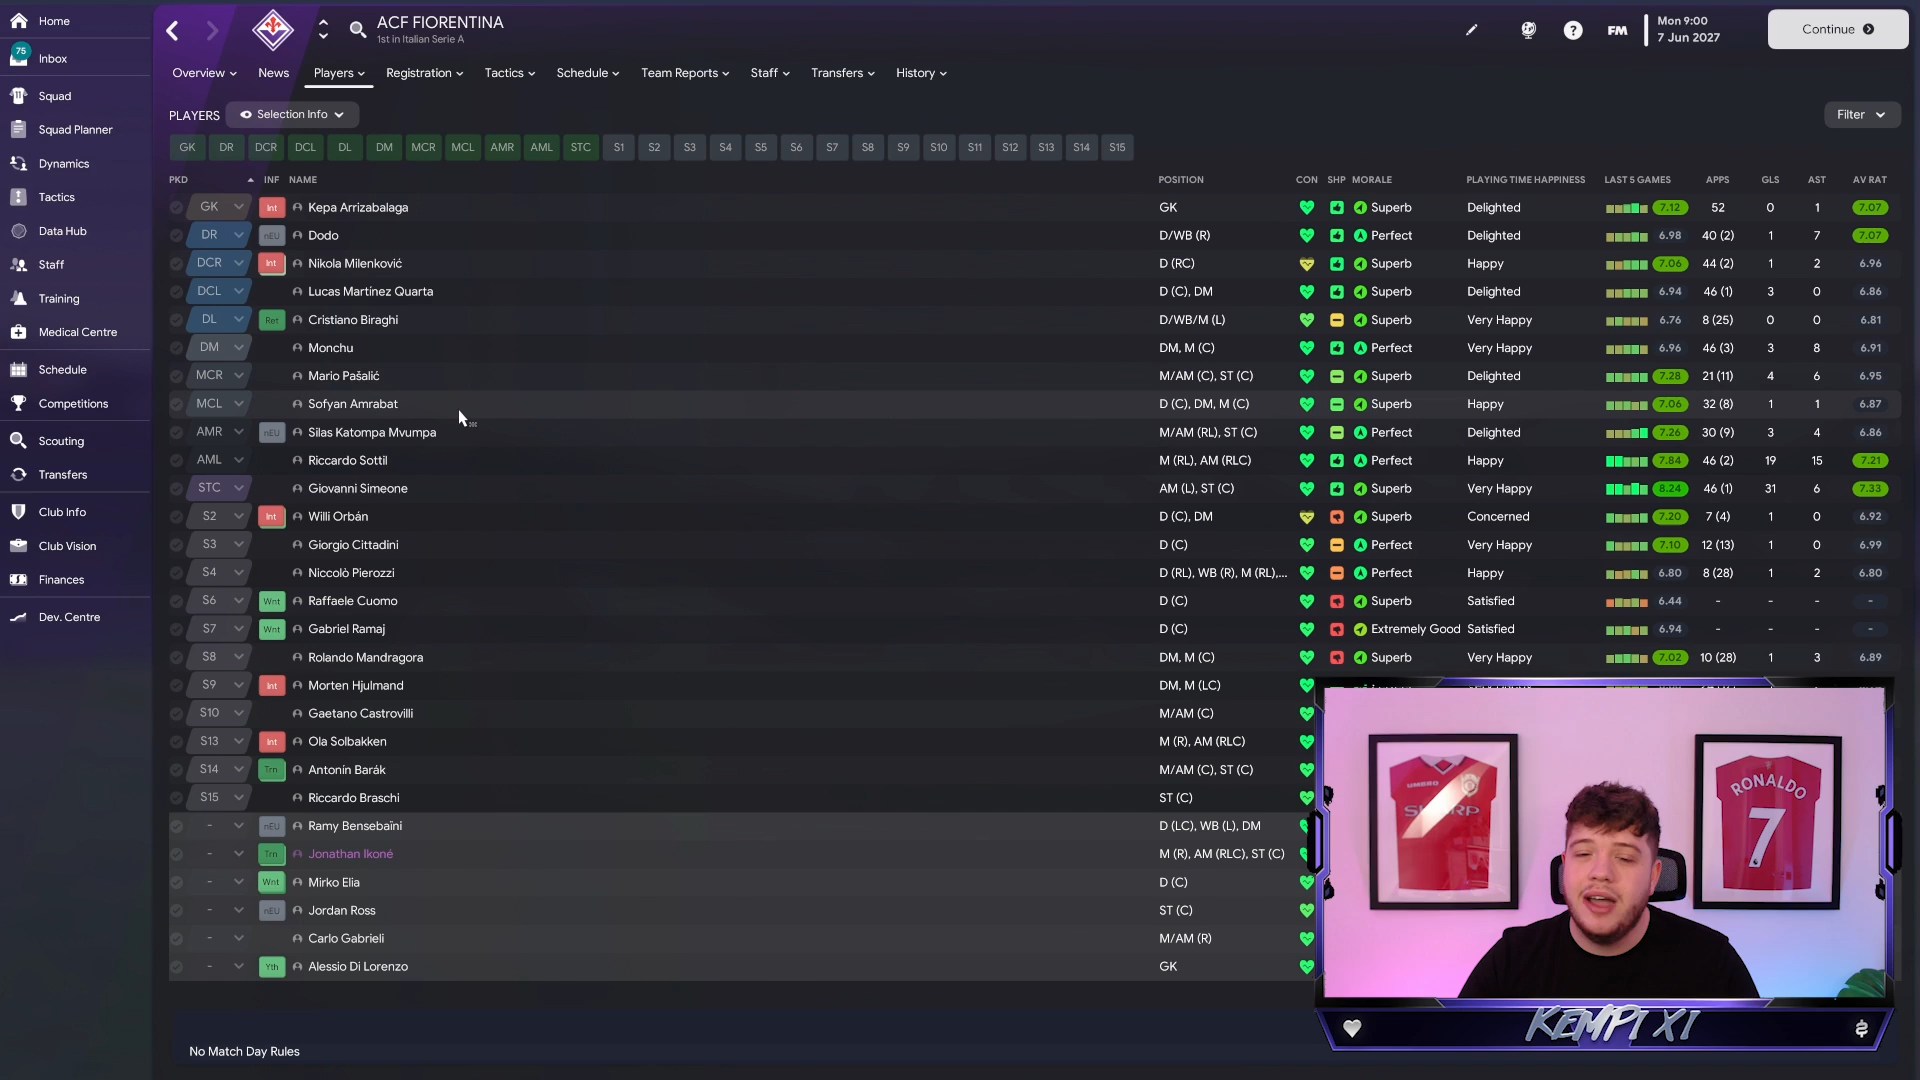 Home
75
Inbox
Squad
Squad Planner
Dynamics
Tactics
Data Hub
Staff
Training
Medical Centre
Schedule
Competitions
Scouting
Transfers
Club Info
Club Vision
Finances
Dev. Centre
ACF FIORENTINA
1st in Italian Serie A
FM
Mon 9:00
7 Jun 2027
Continue
Overview News Players Registration Tactics Schedule Team Reports Staff Transfers History
PLAYERS Selection Info Filter
GK DR DCR DCL DL DM MCR MCL AMR AML STC S1 S2 S3 S4 S5 S6 S7 S8 S9 S10 S11 S12 S13 S14 S15
PKD INF NAME POSITION CON SHP MORALE PLAYING TIME HAPPINESS LAST 5 GAMES APPS GLS AST AV RAT
GK Int Kepa Arrizabalaga GK Superb Delighted 7.12 52 0 1 7.07
DR nEU Dodo D/WB (R) Perfect Delighted 6.98 40 (2) 1 7 7.07
DCR Int Nikola Milenković D (RC) Superb Happy 7.06 44 (2) 1 2 6.96
DCL Lucas Martínez Quarta D (C), DM Superb Delighted 6.94 46 (1) 3 0 6.86
DL Ret Cristiano Biraghi D/WB/M (L) Superb Very Happy 6.76 8 (25) 0 0 6.81
DM Monchu DM, M (C) Perfect Very Happy 6.96 46 (3) 3 8 6.91
MCR Mario Pašalić M/AM (C), ST (C) Superb Delighted 7.28 21 (11) 4 6 6.95
MCL Sofyan Amrabat D (C), DM, M (C) Superb Happy 7.06 32 (8) 1 1 6.87
AMR nEU Silas Katompa Mvumpa M/AM (RL), ST (C) Perfect Delighted 7.26 30 (9) 3 4 6.86
AML Riccardo Sottil M (RL), AM (RLC) Perfect Happy 7.84 46 (2) 19 15 7.21
STC Giovanni Simeone AM (L), ST (C) Superb Very Happy 8.24 46 (1) 31 6 7.33
S2 Int Willi Orbán D (C), DM Superb Concerned 7.20 7 (4) 1 0 6.92
S3 Giorgio Cittadini D (C) Perfect Very Happy 7.10 12 (13) 1 0 6.99
S4 Niccolò Pierozzi D (RL), WB (R), M (RL),... Perfect Happy 6.80 8 (28) 1 2 6.80
S6 Wnt Raffaele Cuomo D (C) Superb Satisfied 6.44 - - - -
S7 Wnt Gabriel Ramaj D (C) Extremely Good Satisfied 6.94 - - - -
S8 Rolando Mandragora DM, M (C) Superb Very Happy 7.02 10 (28) 1 3 6.89
S9 Int Morten Hjulmand DM, M (LC)
S10 Gaetano Castrovilli M/AM (C)
S13 Int Ola Solbakken M (R), AM (RLC)
S14 Trn Antonín Barák M/AM (C), ST (C)
S15 Riccardo Braschi ST (C)
- nEU Ramy Bensebaïni D (LC), WB (L), DM
- Trn Jonathan Ikoné M (R), AM (RLC), ST (C)
- Wnt Mirko Elia D (C)
- nEU Jordan Ross ST (C)
- Carlo Gabrieli M/AM (R)
- Yth Alessio Di Lorenzo GK
No Match Day Rules
UMBRO
SHARP
RONALDO
7
KEMPI XI